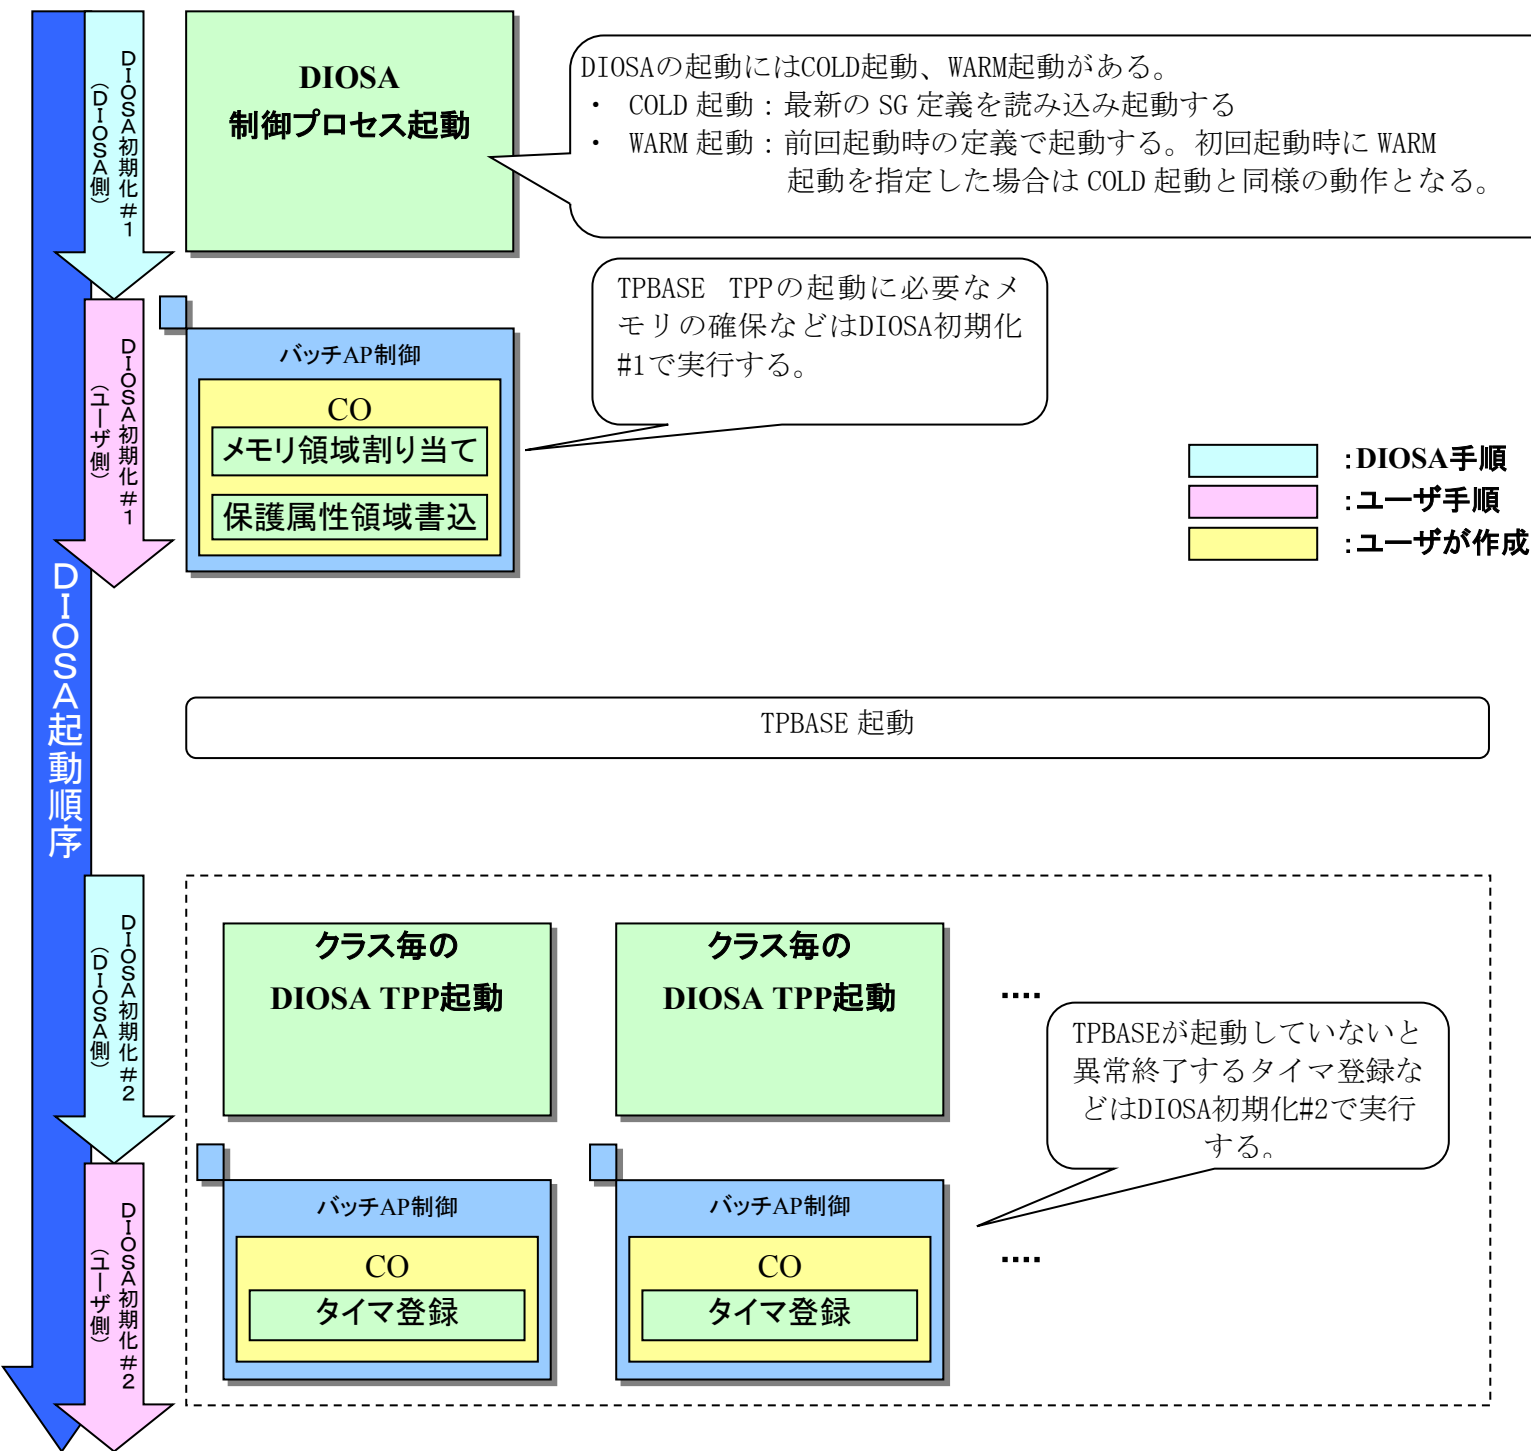 DIOSA起動順序
DIOSA初期化#1
(DIOSA側)
DIOSA
制御プロセス起動
DIOSAの起動にはCOLD起動、WARM起動がある。
・ COLD 起動：最新の SG 定義を読み込み起動する
・ WARM 起動：前回起動時の定義で起動する。初回起動時に WARM
起動を指定した場合は COLD 起動と同様の動作となる。
DIOSA初期化#1
(ユーザ側)
バッチAP制御
CO
メモリ領域割り当て
保護属性領域書込
TPBASE TPPの起動に必要なメ
モリの確保などはDIOSA初期化
#1で実行する。
：DIOSA手順
：ユーザ手順
：ユーザが作成
TPBASE 起動
DIOSA初期化#2
(DIOSA側)
クラス毎の
DIOSA TPP起動
クラス毎の
DIOSA TPP起動
....
TPBASEが起動していないと
異常終了するタイマ登録な
どはDIOSA初期化#2で実行
する。
DIOSA初期化#2
(ユーザ側)
バッチAP制御
CO
タイマ登録
バッチAP制御
CO
タイマ登録
....